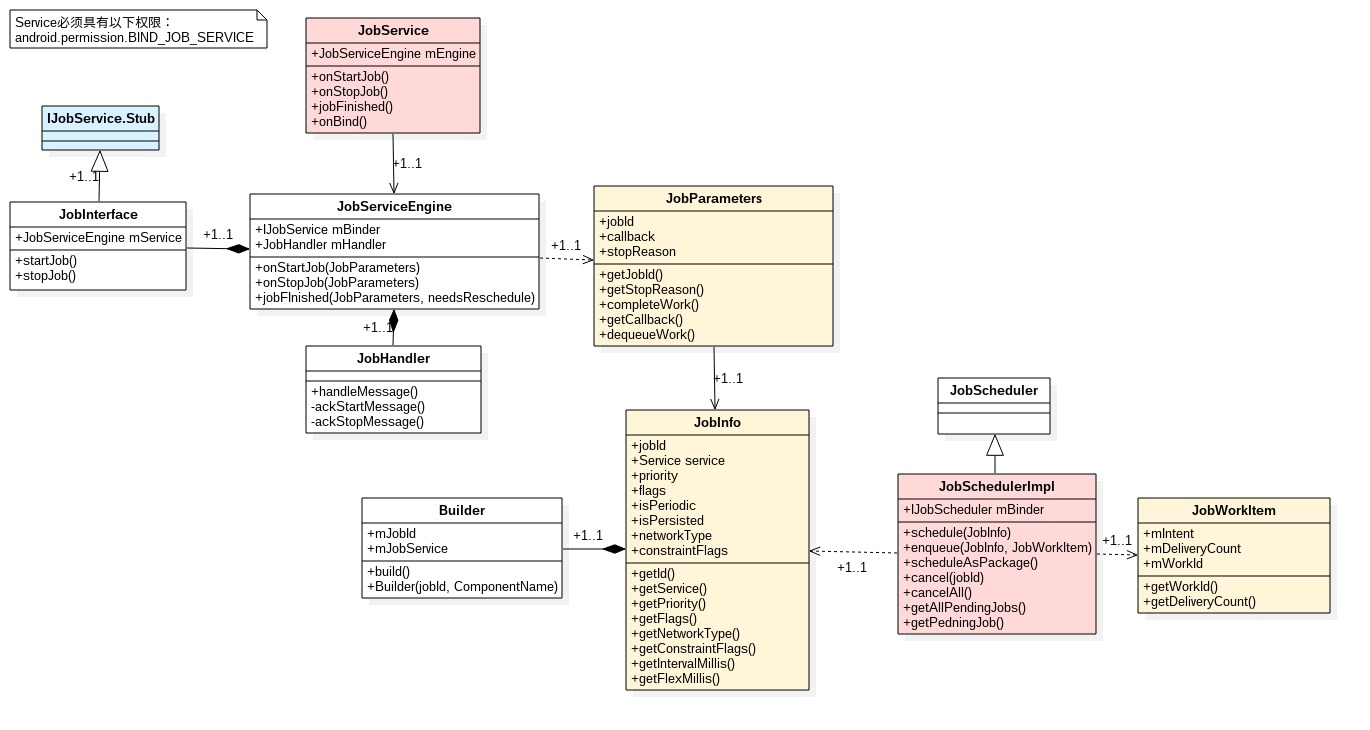 Service必须具有以下权限：
android.permission.BIND_JOB_SERVICE
JobService
+JobServiceEngine mEngine
+onStartJob()
+onStopJob()
+jobFinished()
+onBind()
+1..1
IJobService.Stub
+1..1
JobInterface
+JobServiceEngine mService
+startJob()
+stopJob()
+1..1
JobServiceEngine
+IJobService mBinder
+JobHandler mHandler
+onStartJob(JobParameters)
+onStopJob(JobParameters)
+jobFInished(JobParameters, needsReschedule)
+1..1
JobParameters
+jobId
+callback
+stopReason
+getJobId()
+getStopReason()
+completeWork()
+getCallback()
+dequeueWork()
+1..1
JobHandler
+handleMessage()
-ackStartMessage()
-ackStopMessage()
+1..1
JobInfo
+jobId
+Service service
+priority
+flags
+isPeriodic
+isPersisted
+networkType
+constraintFlags
+getId()
+getService()
+getPriority()
+getFlags()
+getNetworkType()
+getConstraintFlags()
+getIntervalMillis()
+getFlexMillis()
Builder
+mJobId
+mJobService
+build()
+Builder(jobId, ComponentName)
+1..1
JobScheduler
JobSchedulerImpl
+IJobScheduler mBinder
+schedule(JobInfo)
+enqueue(JobInfo, JobWorkItem)
+scheduleAsPackage()
+cancel(jobId)
+cancelAll()
+getAllPendingJobs()
+getPedningJob()
+1..1
+1..1
JobWorkItem
+mIntent
+mDeliveryCount
+mWorkId
+getWorkId()
+getDeliveryCount()